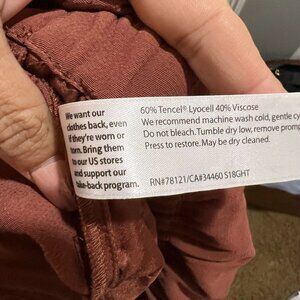 We want our
clothes back, even
if they're worn or
torn. Bring them
to our US stores
and support our
take-back program.
60% Tencel® Lyocell 40% Viscose
We recommend machine wash cold, gentle cy
Do not bleach. Tumble dry low, remove promp
Press to restore. May be dry cleaned.
RN#78121/CA#34460 S18GHT